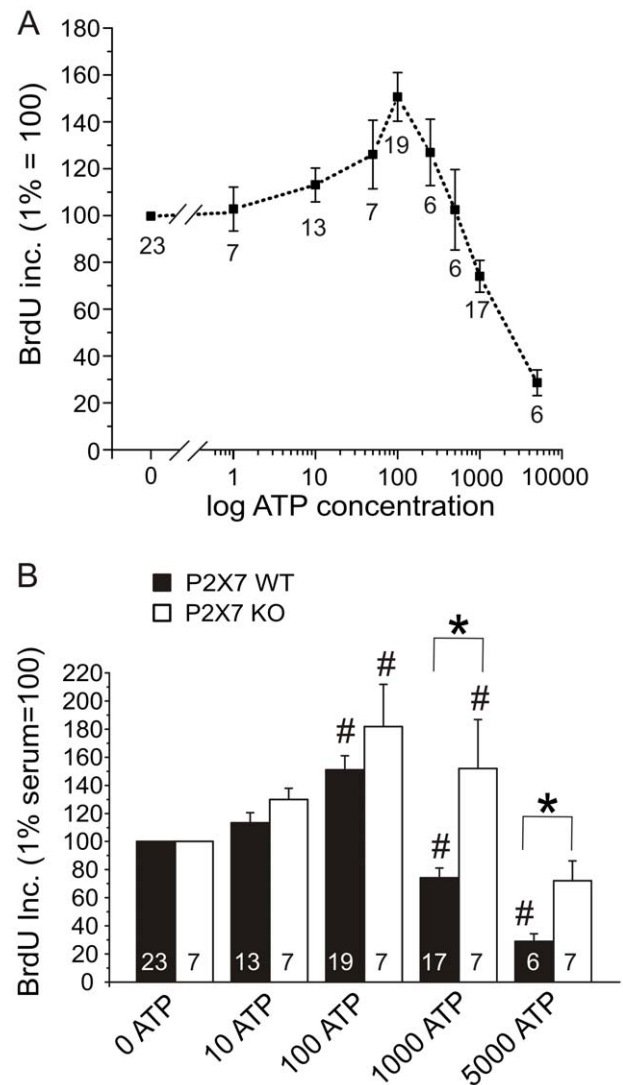 A
BrdU inc. (1% = 100)
180
160
140
120
100
80
60
40
20
0
23
7
13
7
19
6
6
17
6
0
1
10
100
1000
10000
log ATP concentration
B
P2X7 WT
P2X7 KO
BrdU Inc. (1% serum=100)
220
200
180
160
140
120
100
80
60
40
20
0
# # # * # # *
23 7 13 7 19 7 17 7 6 7
0 ATP
10 ATP
100 ATP
1000 ATP
5000 ATP